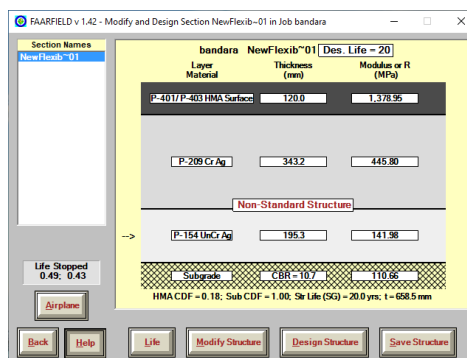 FAARFIELD v 1.42 - Modify and Design Section NewFlexib~01 in Job bandara
Section Names
NewFlexib~01
bandara NewFlexib~01 Des. Life = 20
Layer Material Thickness (mm) Modulus or R (MPa)
P-401/ P-403 HMA Surface 120.0 1,378.95
P-209 Cr Ag 343.2 445.80
Non-Standard Structure
--> P-154 UnCr Ag 195.3 141.98
Subgrade CBR = 10.7 110.66
HMA CDF = 0.18; Sub CDF = 1.00; Str Life (SG) = 20.0 yrs; t = 658.5 mm
Life Stopped
0.49; 0.43
Airplane
Back Help Life Modify Structure Design Structure Save Structure